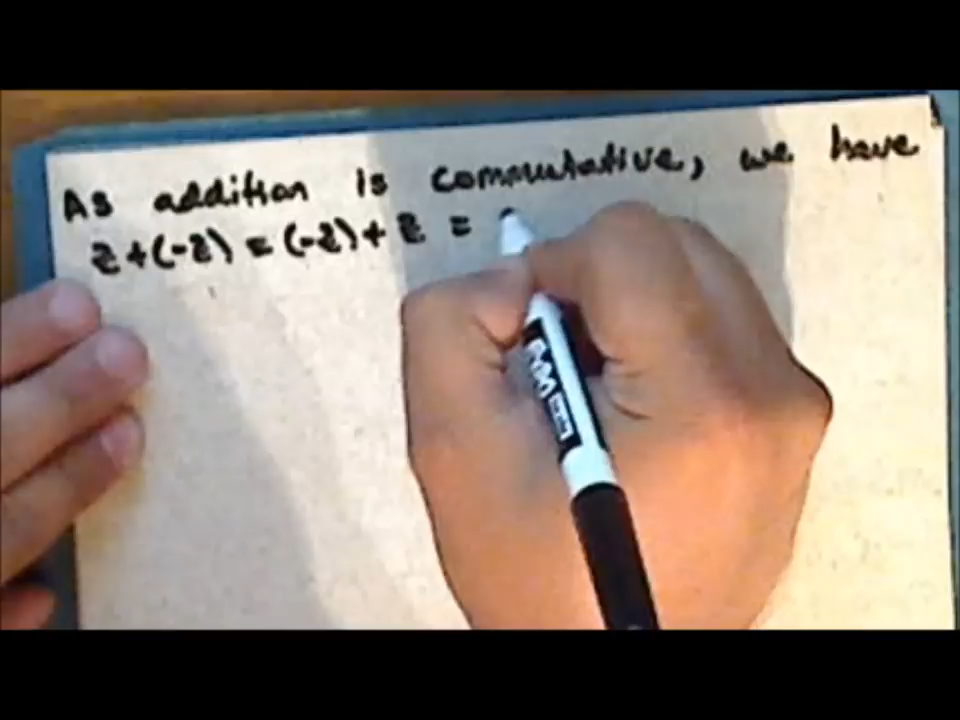 As addition is commutative, we have
z+(-z) = (-z)+ z =